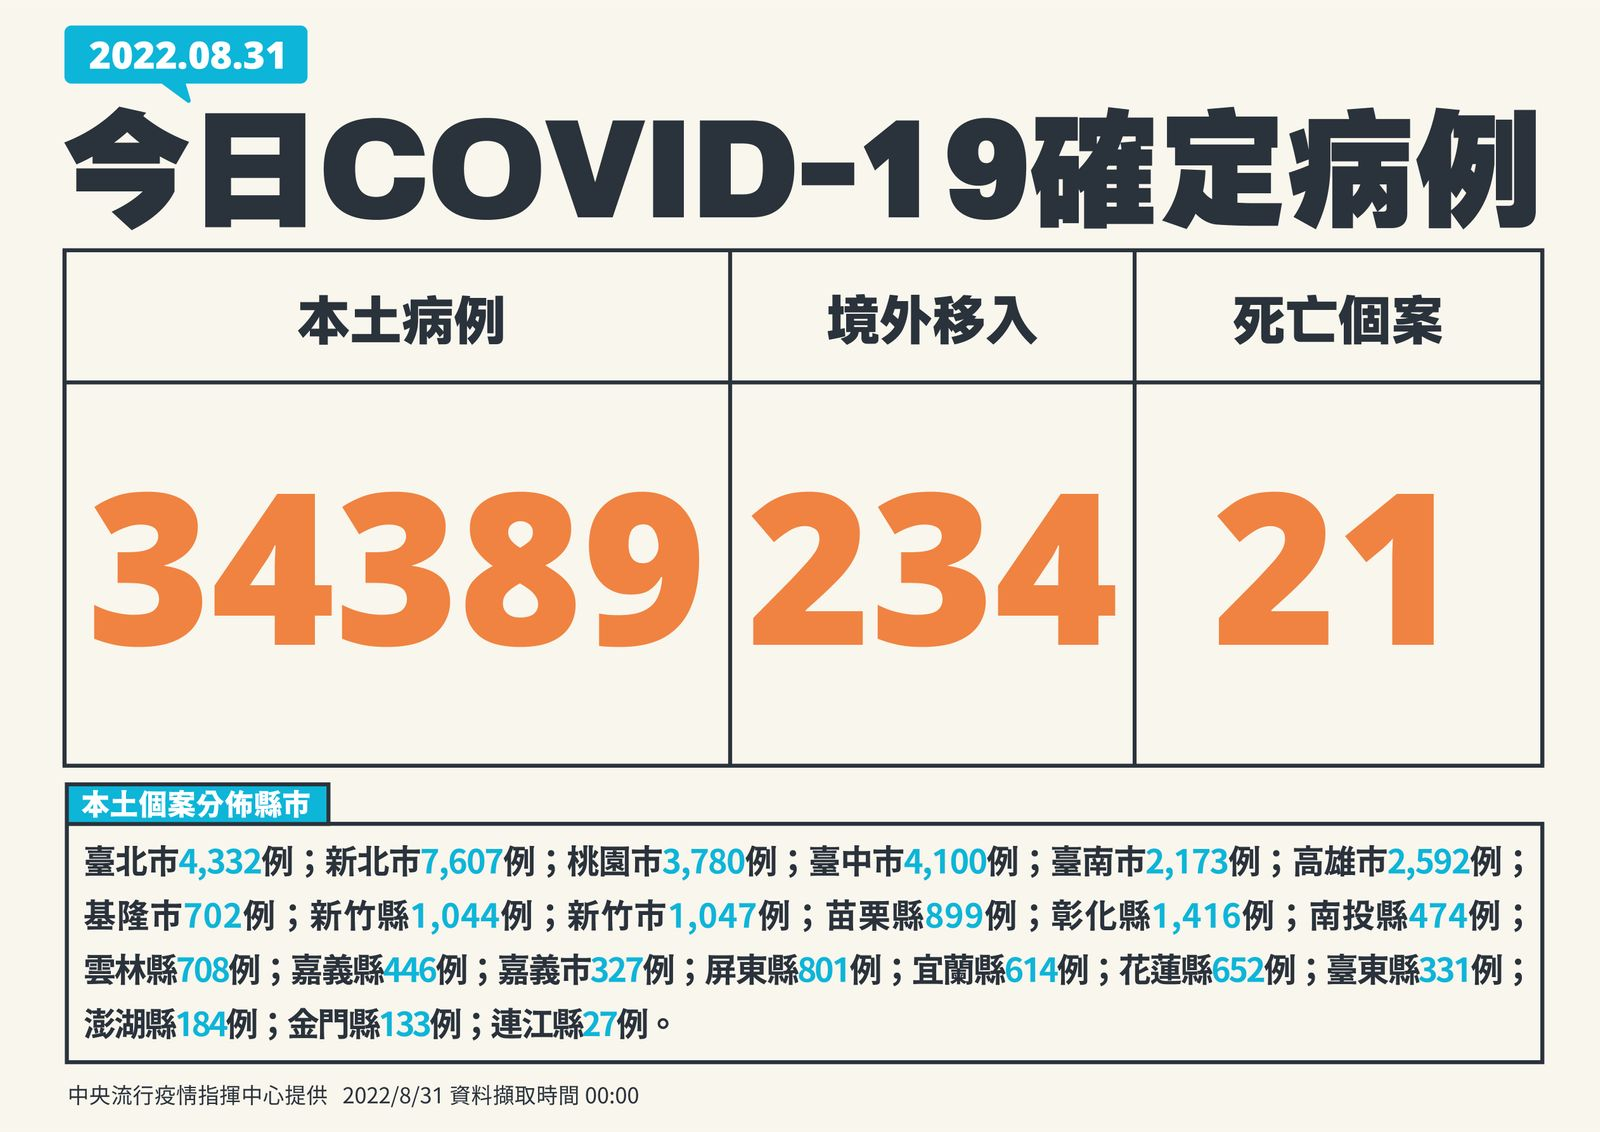 2022.08.31
今日COVID-19確定病例
本土病例 境外移入 死亡個案
34389 234 21
本土個案分佈縣市
臺北市4,332例；新北市7,607例；桃園市3,780例；臺中市4,100例；臺南市2,173例；高雄市2,592例；
基隆市702例；新竹縣1,044例；新竹市1,047例；苗栗縣899例；彰化縣1,416例；南投縣474例；
雲林縣708例；嘉義縣446例；嘉義市327例；屏東縣801例；宜蘭縣614例；花蓮縣652例；臺東縣331例；
澎湖縣184例；金門縣133例；連江縣27例。
中央流行疫情指揮中心提供 2022/8/31 資料擷取時間 00:00